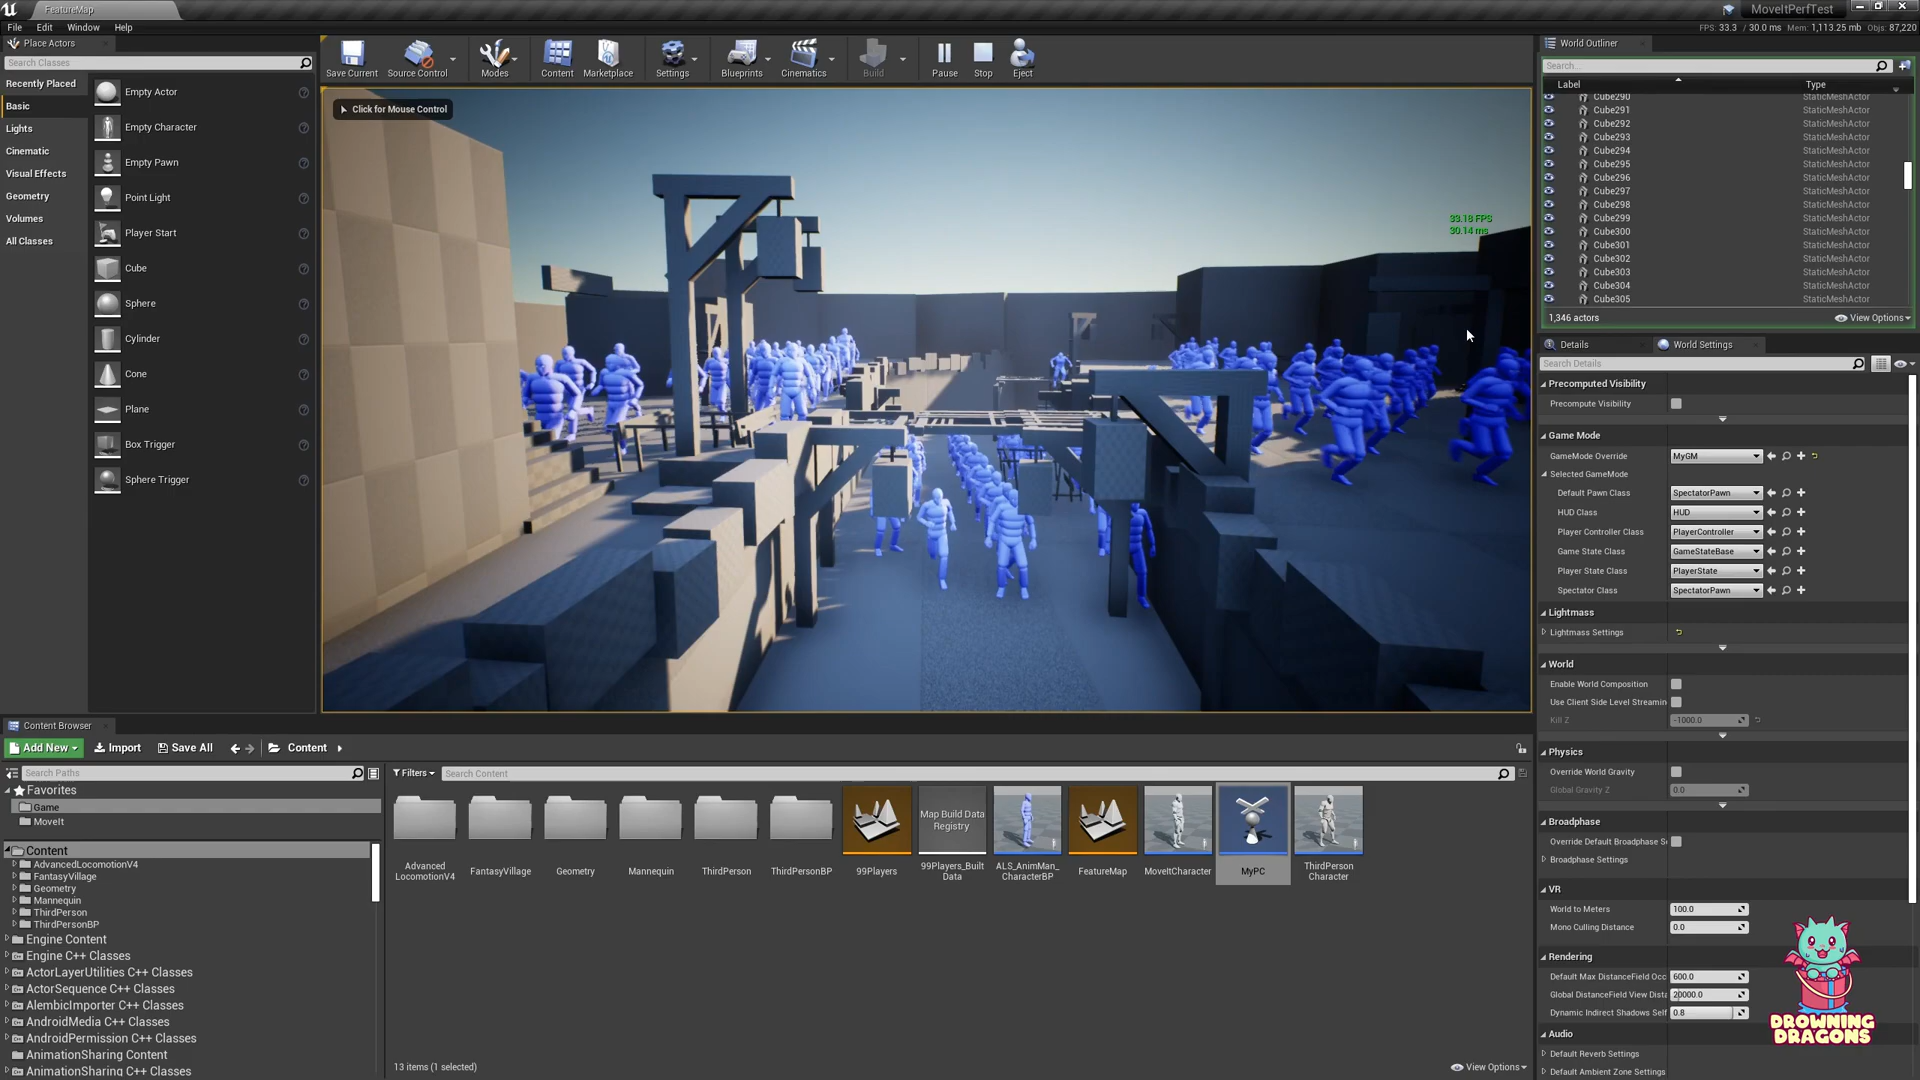 FeatureMap
MoveItPerfTest
File Edit Window Help
FPS: 33.3 / 30.0 ms Mem: 1,113.25 mb Objs: 87,220
Place Actors
Search Classes
Recently Placed
Basic
Lights
Cinematic
Visual Effects
Geometry
Volumes
All Classes
Empty Actor
Empty Character
Empty Pawn
Point Light
Player Start
Cube
Sphere
Cylinder
Cone
Plane
Box Trigger
Sphere Trigger
Save Current
Source Control
Modes
Content
Marketplace
Settings
Blueprints
Cinematics
Build
Pause
Stop
Eject
Click for Mouse Control
33.18 FPS
30.14 ms
World Outliner
Search...
Label Type
Cube290 StaticMeshActor
Cube291 StaticMeshActor
Cube292 StaticMeshActor
Cube293 StaticMeshActor
Cube294 StaticMeshActor
Cube295 StaticMeshActor
Cube296 StaticMeshActor
Cube297 StaticMeshActor
Cube298 StaticMeshActor
Cube299 StaticMeshActor
Cube300 StaticMeshActor
Cube301 StaticMeshActor
Cube302 StaticMeshActor
Cube303 StaticMeshActor
Cube304 StaticMeshActor
Cube305 StaticMeshActor
1,346 actors
View Options
Details World Settings
Search Details
Precomputed Visibility
Precompute Visibility
Game Mode
GameMode Override MyGM
Selected GameMode
Default Pawn Class SpectatorPawn
HUD Class HUD
Player Controller Class PlayerController
Game State Class GameStateBase
Player State Class PlayerState
Spectator Class SpectatorPawn
Lightmass
Lightmass Settings
World
Enable World Composition
Use Client Side Level Streamin
Kill Z -1000.0
Physics
Override World Gravity
Global Gravity Z 0.0
Broadphase
Override Default Broadphase Se
Broadphase Settings
VR
World to Meters 100.0
Mono Culling Distance 0.0
Rendering
Default Max DistanceField Occ 600.0
Global DistanceField View Dista 20000.0
Dynamic Indirect Shadows Self 0.8
Audio
Default Reverb Settings
Default Ambient Zone Settings
DROWNING
DRAGONS
Content Browser
Add New Import Save All Content
Search Paths
Filters Search Content
Favorites
Game
MoveIt
Content
AdvancedLocomotionV4
FantasyVillage
Geometry
Mannequin
ThirdPerson
ThirdPersonBP
Engine Content
Engine C++ Classes
ActorLayerUtilities C++ Classes
ActorSequence C++ Classes
AlembicImporter C++ Classes
AndroidMedia C++ Classes
AndroidPermission C++ Classes
AnimationSharing Content
AnimationSharing C++ Classes
Map Build Data
Registry
Advanced
LocomotionV4
FantasyVillage
Geometry
Mannequin
ThirdPerson
ThirdPersonBP
99Players
99Players_Built
Data
ALS_AnimMan_
CharacterBP
FeatureMap
MoveItCharacter
MyPC
ThirdPerson
Character
13 items (1 selected)
View Options